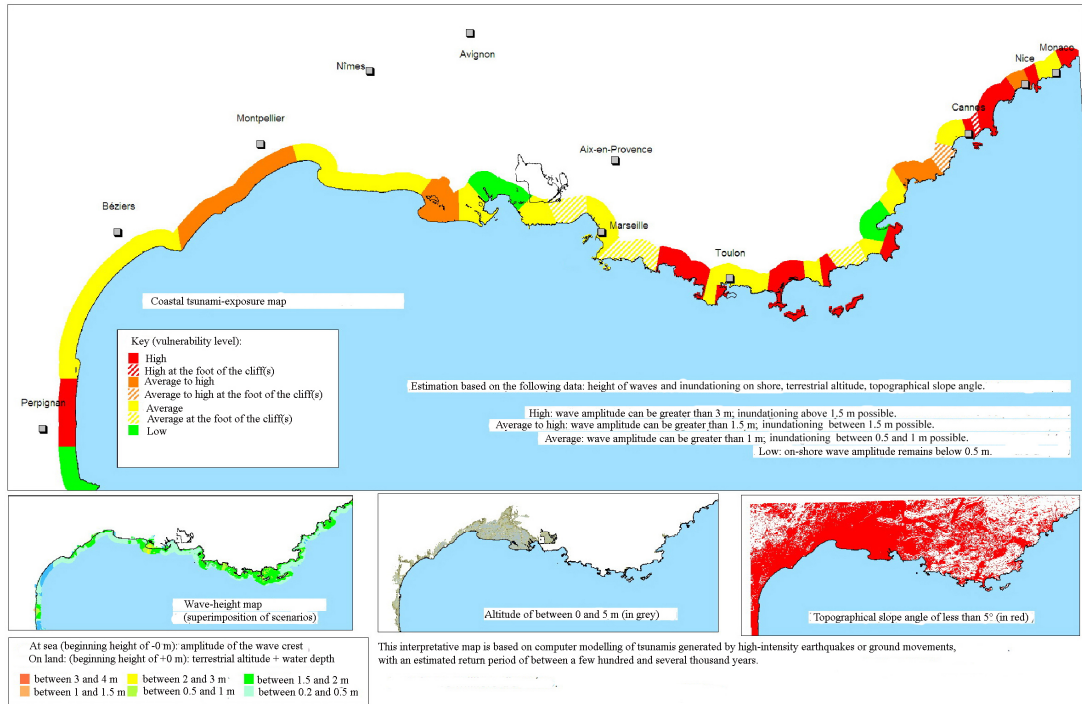 Avignon
Nîmes
Monaco
Nice
Cannes
Montpellier
Aix-en-Provence
Béziers
Marseille
Toulon
Coastal tsunami-exposure map
Key (vulnerability level):
High
High at the foot of the cliff(s)
Average to high
Average to high at the foot of the cliff(s)
Average
Average at the foot of the cliff(s)
Low
Perpignan
Estimation based on the following data: height of waves and inundationing on shore, terrestrial altitude, topographical slope angle.
High: wave amplitude can be greater than 3 m; inundationing above 1,5 m possible.
Average to high: wave amplitude can be greater than 1.5 m; inundationing between 1.5 m possible.
Average: wave amplitude can be greater than 1 m; inundationing between 0.5 and 1 m possible.
Low: on-shore wave amplitude remains below 0.5 m.
Wave-height map
(superimposition of scenarios)
Altitude of between 0 and 5 m (in grey)
Topographical slope angle of less than 5° (in red)
At sea (beginning height of -0 m): amplitude of the wave crest
On land: (beginning height of +0 m): terrestrial altitude + water depth
between 3 and 4 m
between 2 and 3 m
between 1.5 and 2 m
between 1 and 1.5 m
between 0.5 and 1 m
between 0.2 and 0.5 m
This interpretative map is based on computer modelling of tsunamis generated by high-intensity earthquakes or ground movements,
with an estimated return period of between a few hundred and several thousand years.